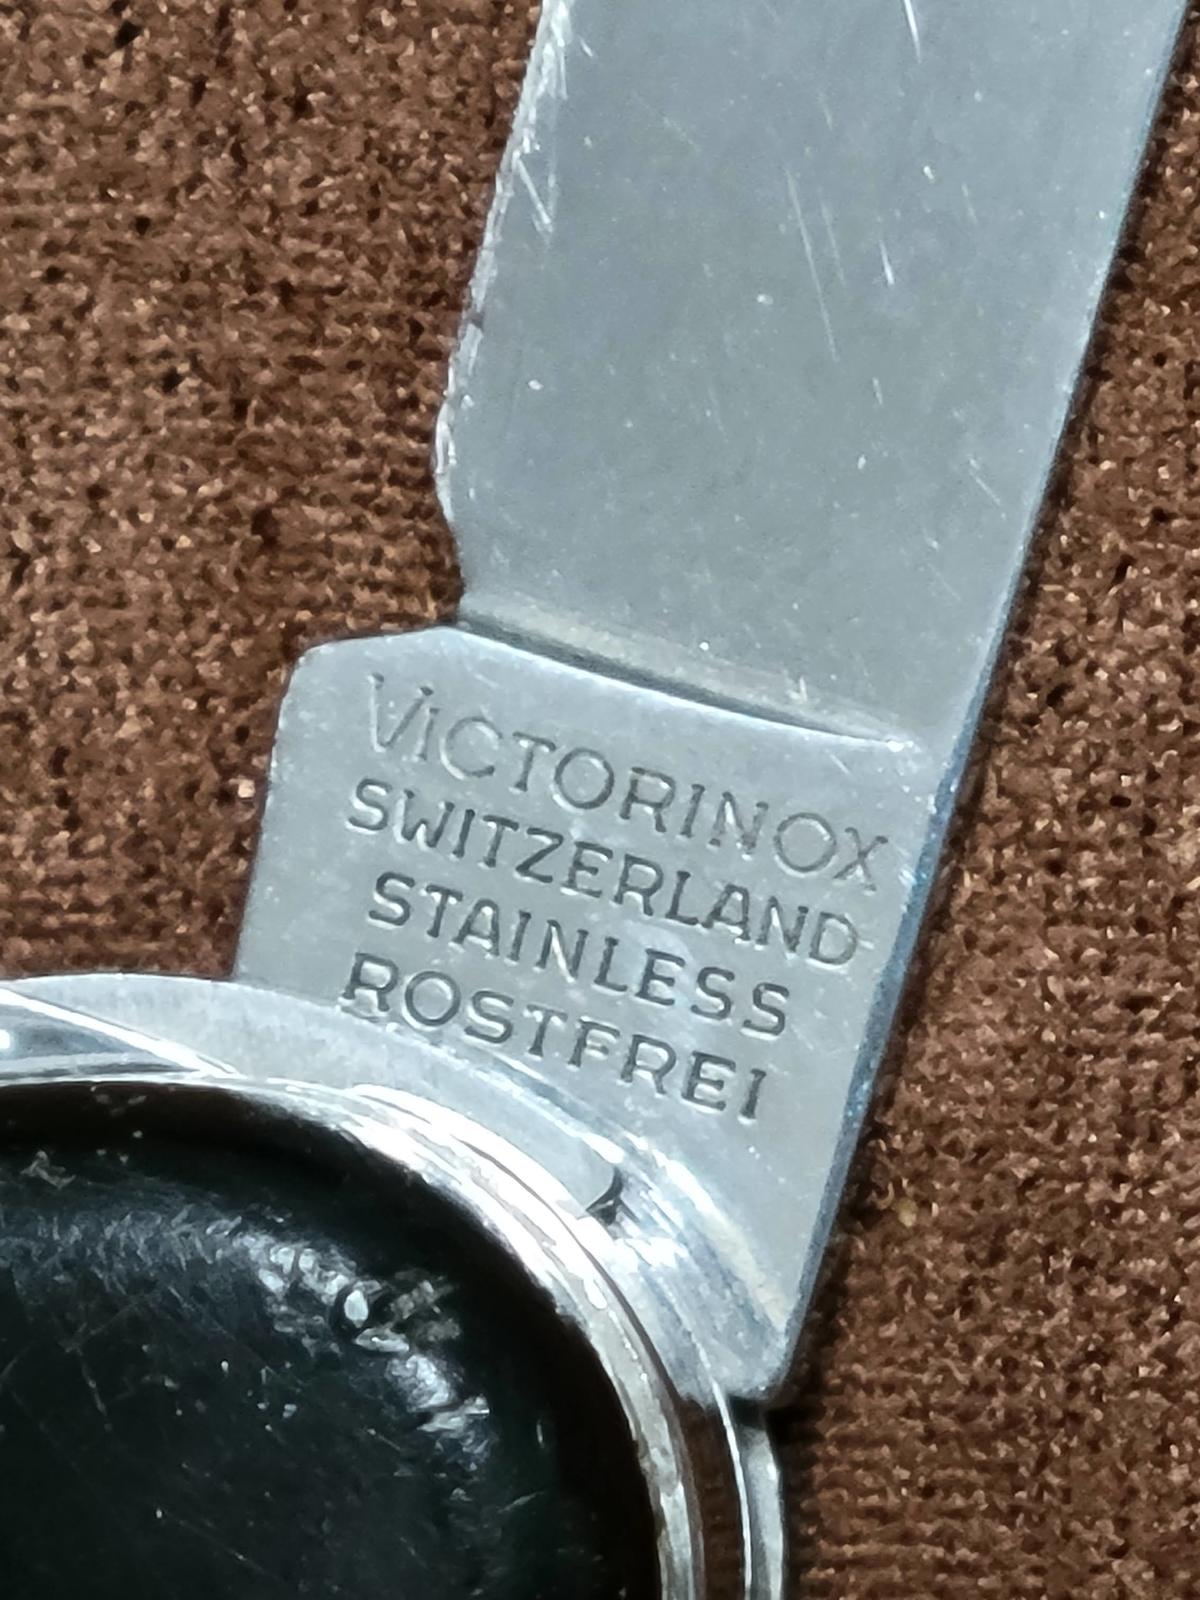 VICTORINOX
SWITZERLAND
STAINLESS
ROSTFREI